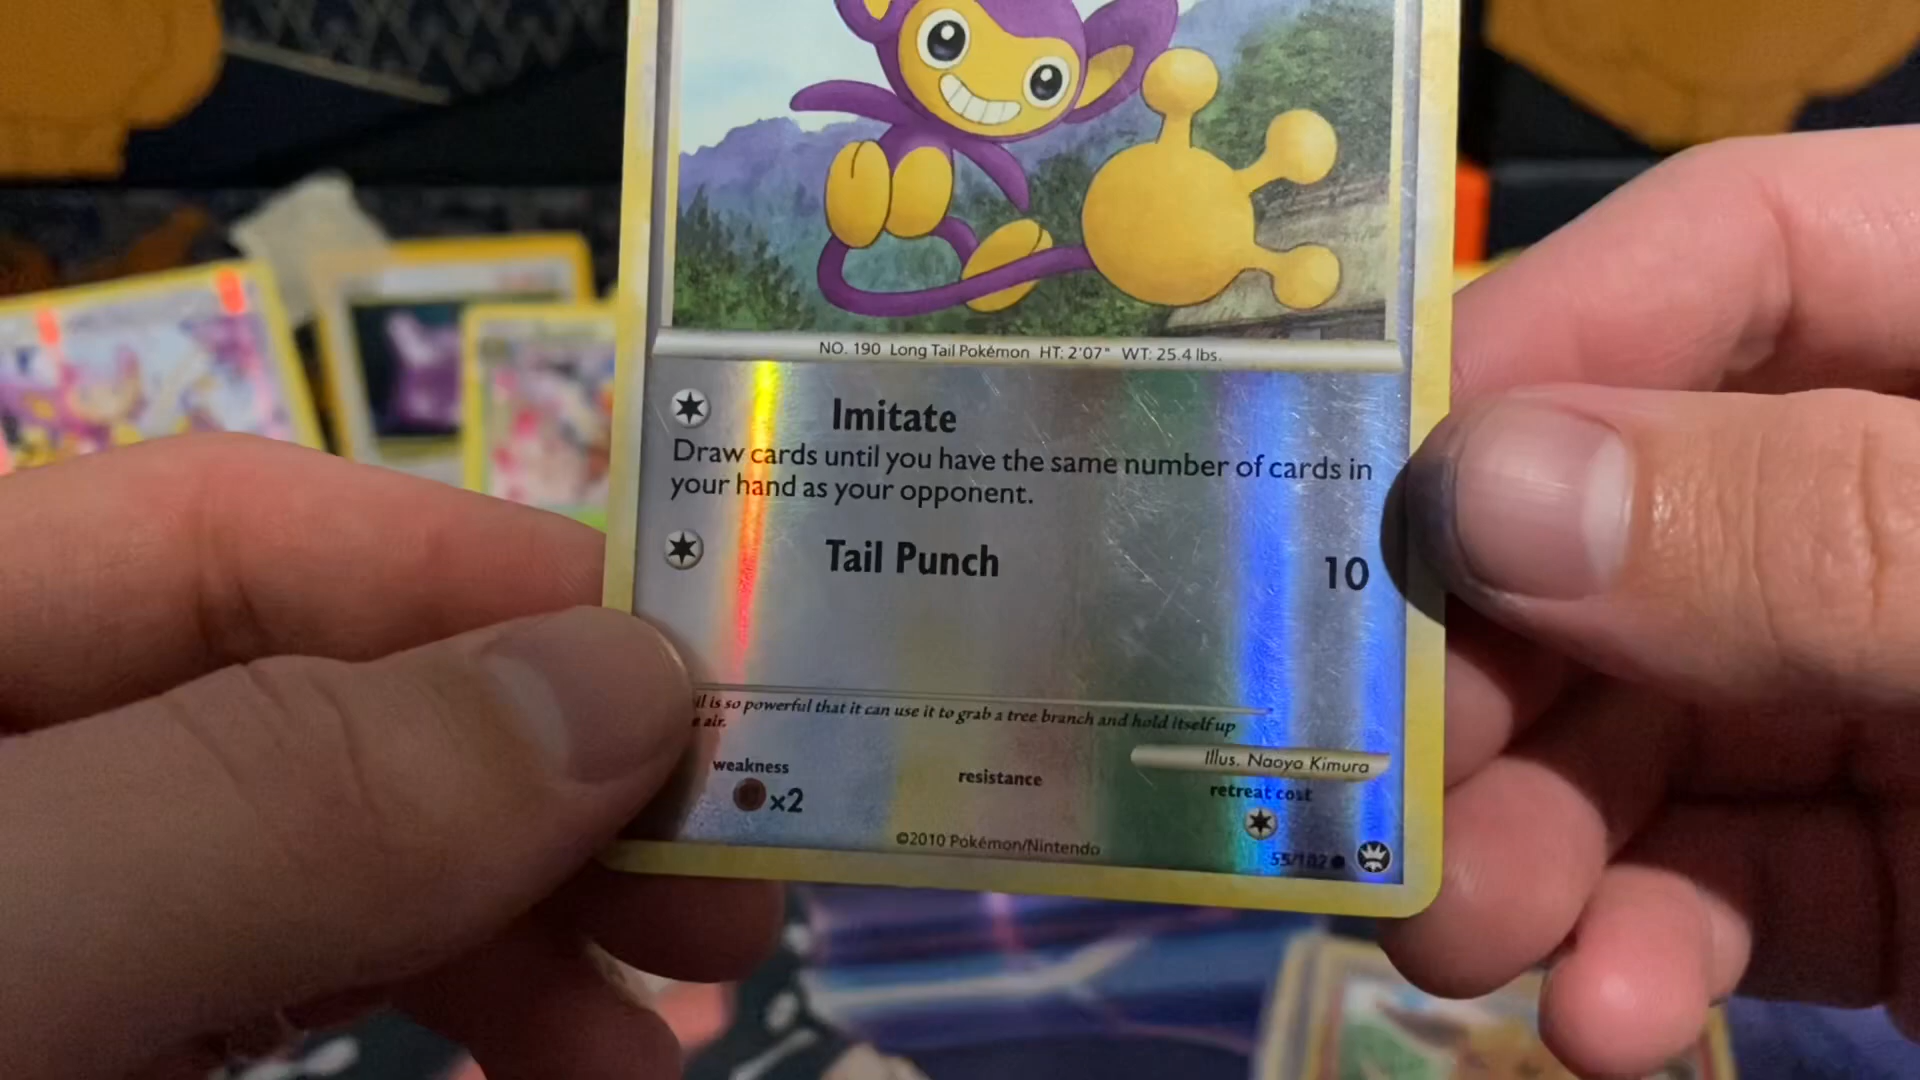 NO. 190 Long Tail Pokémon HT: 2'07" WT: 25.4 lbs.
Imitate
Draw cards until you have the same number of cards in
your hand as your opponent.
Tail Punch 10
is so powerful that it can use it to grab a tree branch and hold itself up
air.
Illus. Naoyo Kimura
weakness resistance retreat cost
x2
©2010 Pokémon/Nintendo
55/102